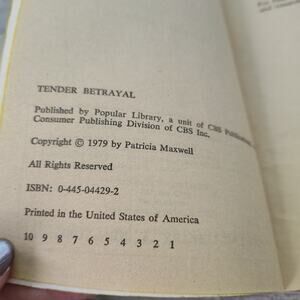 TENDER BETRAYAL
Published by Popular Library, a unit of CBS
Consumer Publishing Division of CBS Inc.
Copyright © 1979 by Patricia Maxwell
All Rights Reserved
ISBN: 0-445-04429-2
Printed in the United States of America
10 9 8 7 6 5 4 3 2 1